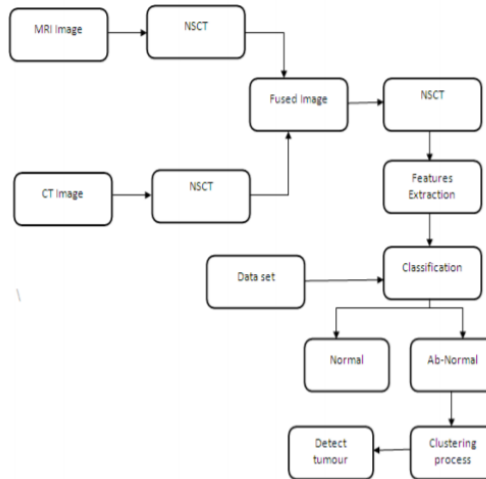 MRI Image
NSCT
Fused Image
NSCT
CT Image
NSCT
Features
Extraction
Data set
Classification
Normal
Ab-Normal
Detect
tumour
Clustering
process